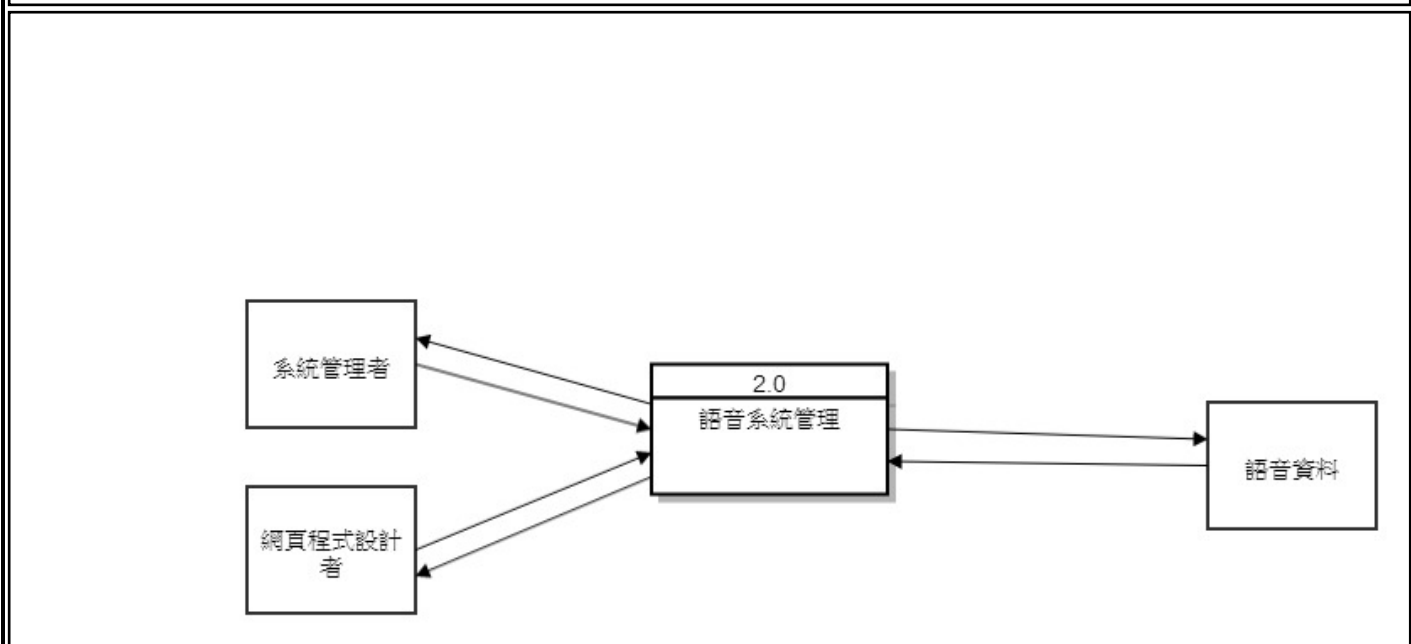 系統管理者
2.0
語音系統管理
語音資料
網頁程式設計
者